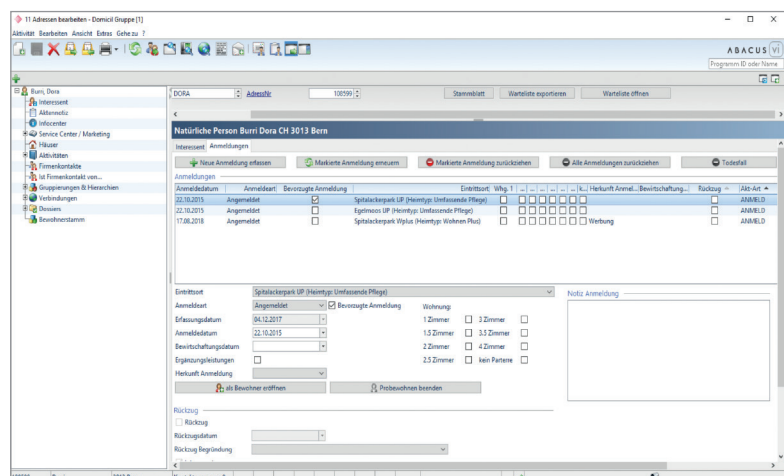 11 Adressen bearbeiten - Domicil Gruppe [1]
Aktivität Bearbeiten Ansicht Extras Gehe zu ?
ABACUS VI
Programm ID oder Name
Burri, Dora
Interessent
Aktennotiz
Infocenter
Service Center / Marketing
Häuser
Aktivitäten
Firmenkontakte
Ist Firmenkontakt von...
Gruppierungen & Hierarchien
Verbindungen
Dossiers
Bewohnerstamm
DORA AdressNr 108599 Stammblatt Warteliste exportieren Warteliste öffnen
Natürliche Person Burri Dora CH 3013 Bern
Interessent Anmeldungen
Neue Anmeldung erfassen Markierte Anmeldung erneuern Markierte Anmeldung zurückziehen Alle Anmeldungen zurückziehen Todesfall
Anmeldungen
Anmeldedatum Anmeldeart Bevorzugte Anmeldung Eintrittsort Whg. 1 ... ... ... ... ... ... k... Herkunft Anmel... Bewirtschaftung... Rückzug Akt-Art
22.10.2015 Angemeldet Spitalackerpark UP (Heimtyp: Umfassende Pflege) ANMELD
22.10.2015 Angemeldet Egelmoos UP (Heimtyp: Umfassende Pflege) ANMELD
17.08.2018 Angemeldet Spitalackerpark Wplus (Heimtyp: Wohnen Plus) Werbung ANMELD
Eintrittsort Spitalackerpark UP (Heimtyp: Umfassende Pflege) Notiz Anmeldung
Anmeldeart Angemeldet Bevorzugte Anmeldung Wohnung:
Erfassungsdatum 04.12.2017 1 Zimmer 3 Zimmer
Anmeldedatum 22.10.2015 1.5 Zimmer 3.5 Zimmer
Bewirtschaftungsdatum 2 Zimmer 4 Zimmer
Ergänzungsleistungen 2.5 Zimmer kein Parterre
Herkunft Anmeldung
als Bewohner eröffnen Probewohnen beenden
Rückzug
Rückzug
Rückzugsdatum
Rückzug Begründung